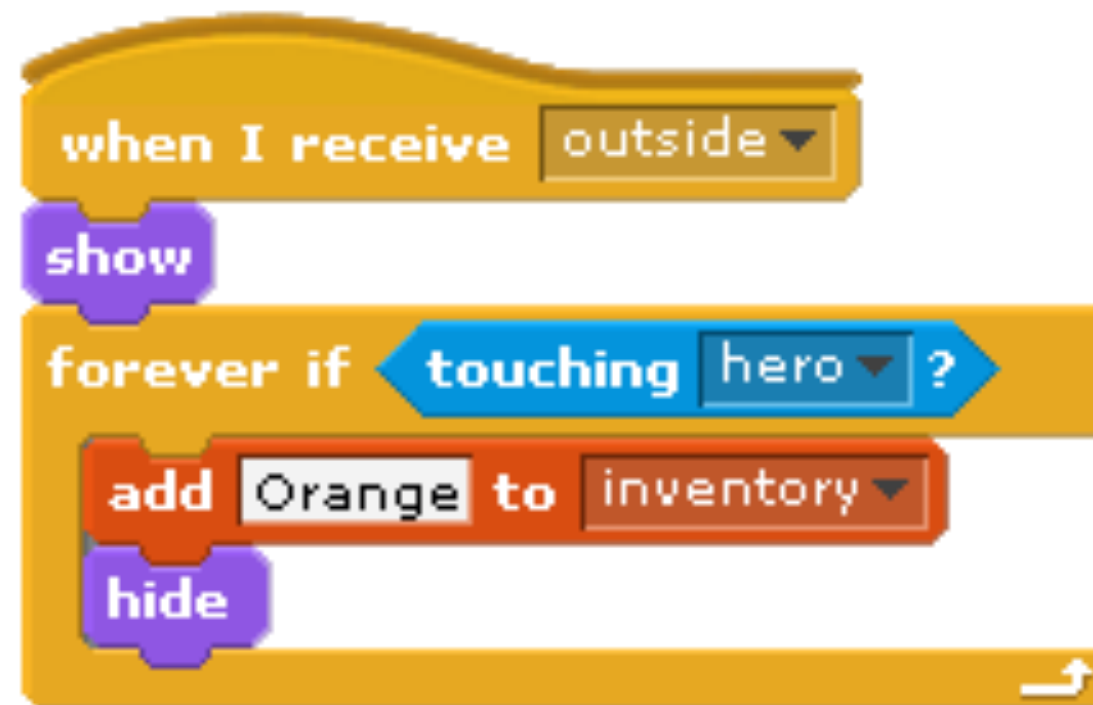 when I receive outside
show
forever if touching hero ?
add Orange to inventory
hide